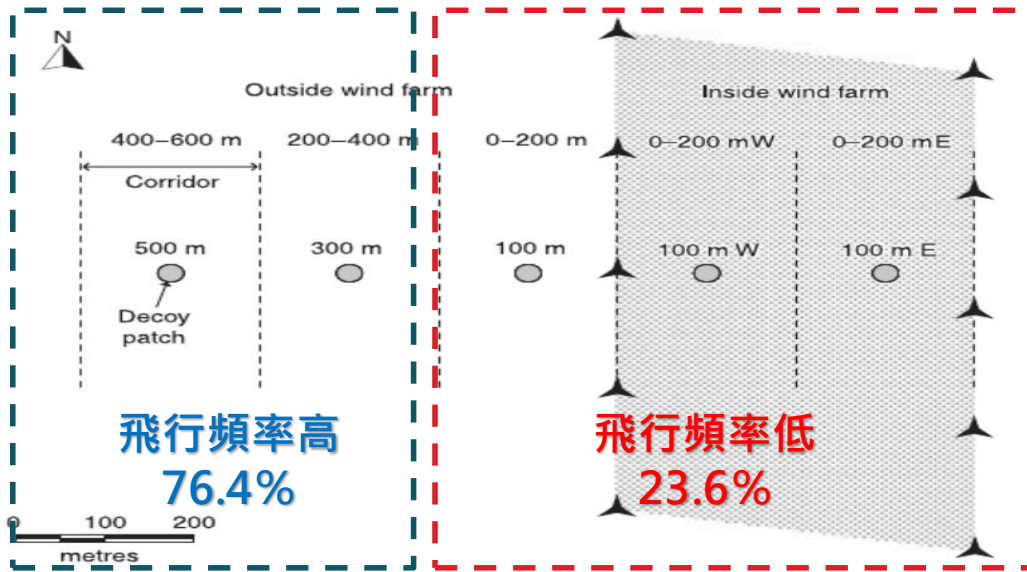 N
Outside wind farm
Inside wind farm
400–600 m
200–400 m
0–200 m
0–200 mW
0–200 mE
Corridor
500 m
300 m
100 m
100 m W
100 m E
Decoy
patch
飛行頻率高
76.4%
飛行頻率低
23.6%
0 100 200
metres